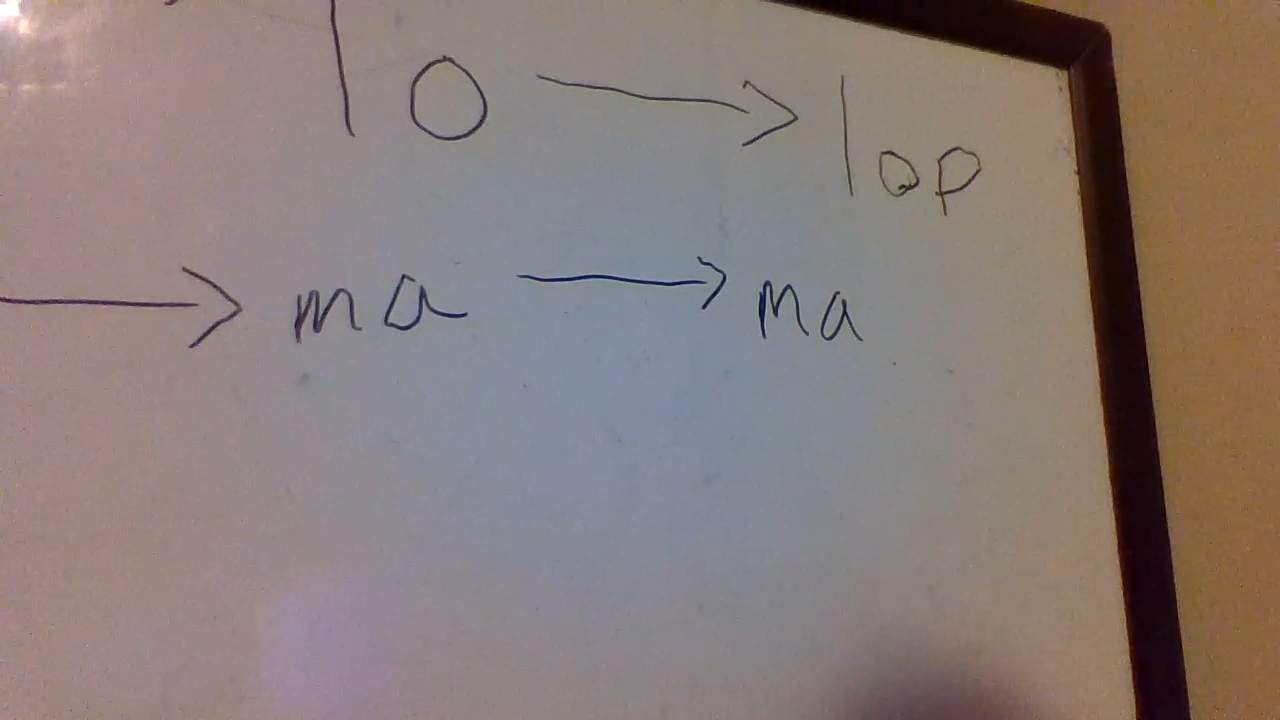 lo → lop
→ ma → ma